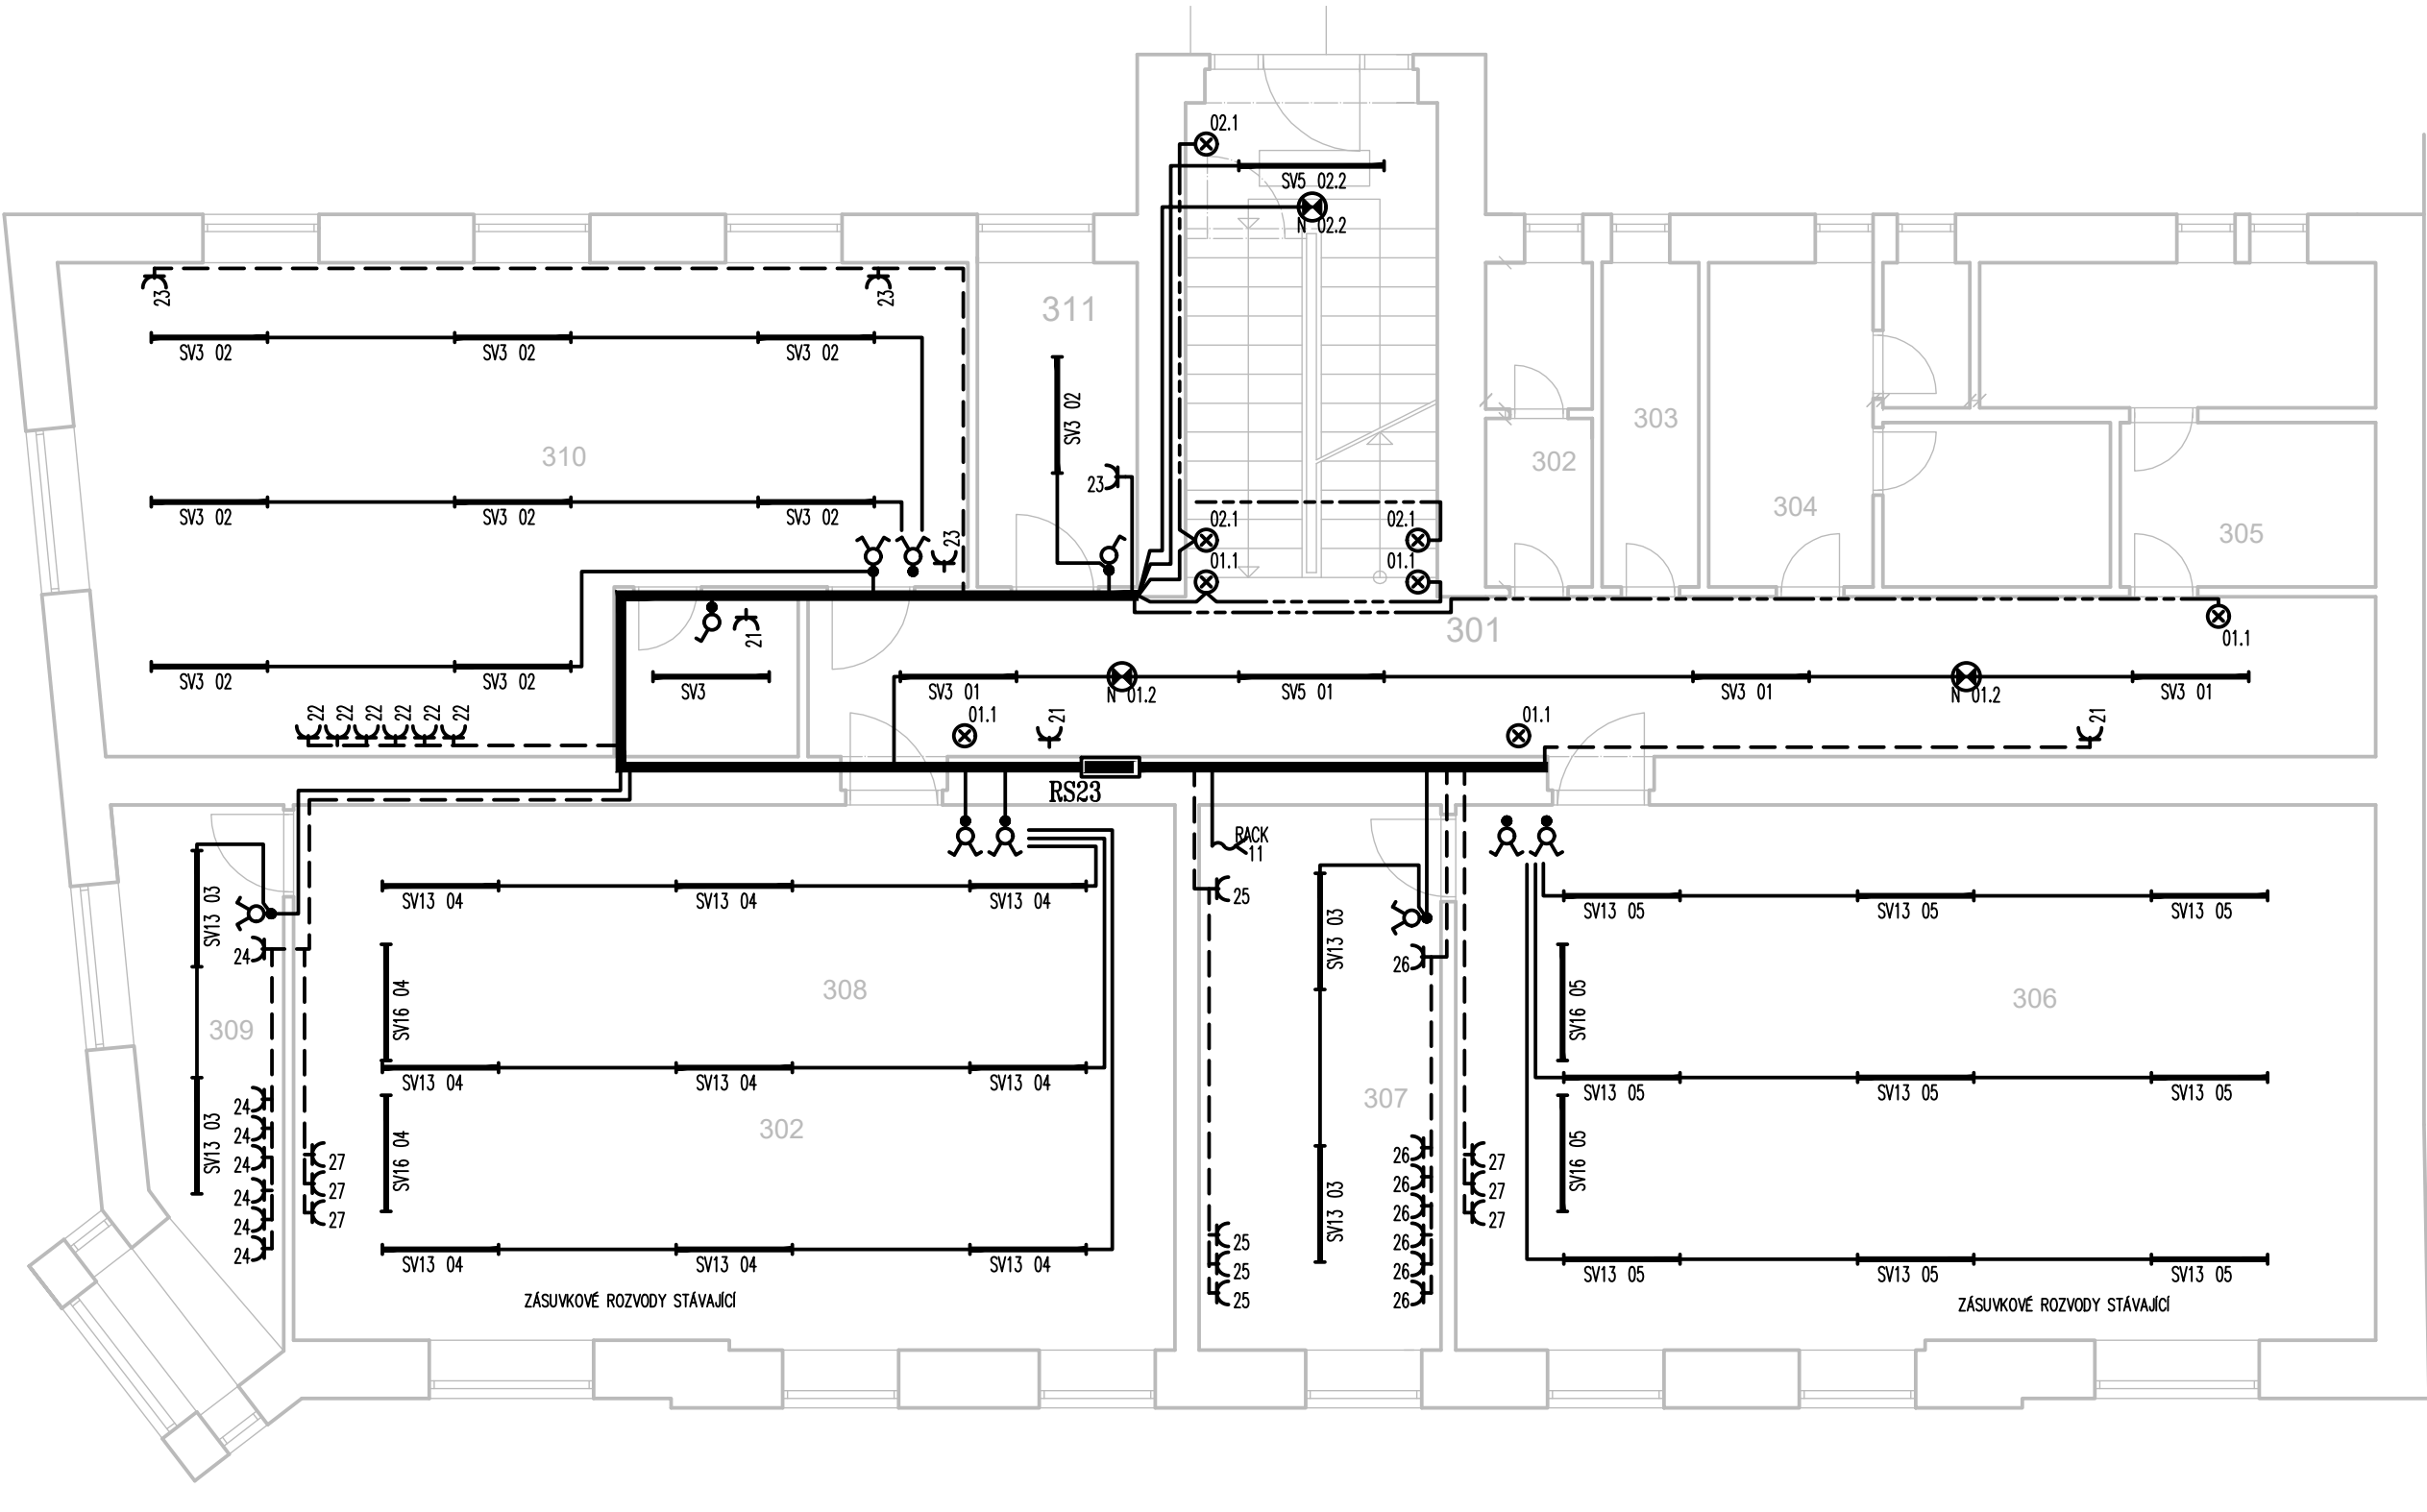 02.1
SV5 02.2
N 02.2
23
23
311
SV3 02
SV3 02
SV3 02
SV3 02
303
310
302
23
304
SV3 02
SV3 02
SV3 02
02.1
02.1
305
23
01.1
01.1
21
301
01.1
SV3 02
SV3 02
SV3
SV3 01
N 01.2
SV5 01
SV3 01
N 01.2
SV3 01
22
22
22
22
22
22
01.1
21
01.1
21
RS23
RACK
11
SV13 03
SV13 04
SV13 04
SV13 04
25
SV13 03
SV13 05
SV13 05
SV13 05
24
26
308
306
SV16 04
SV16 05
309
SV13 04
SV13 04
SV13 04
SV13 05
SV13 05
SV13 05
307
302
24
24
24
24
24
24
SV13 03
27
27
27
SV16 04
25
25
25
SV13 03
26
26
26
26
26
26
27
27
27
SV16 05
SV13 04
SV13 04
SV13 04
SV13 05
SV13 05
SV13 05
ZÁSUVKOVÉ ROZVODY STÁVAJÍCÍ
ZÁSUVKOVÉ ROZVODY STÁVAJÍCÍ